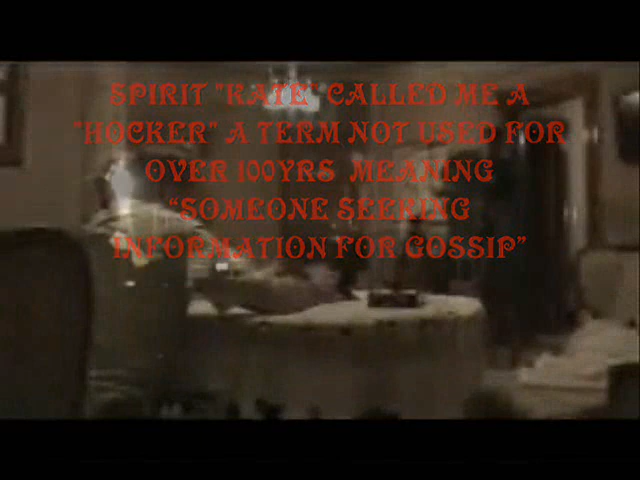 SPIRIT "KATE" CALLED ME A
"HOCKER" A TERM NOT USED FOR
OVER 100YRS MEANING
“SOMEONE SEEKING
INFORMATION FOR GOSSIP”